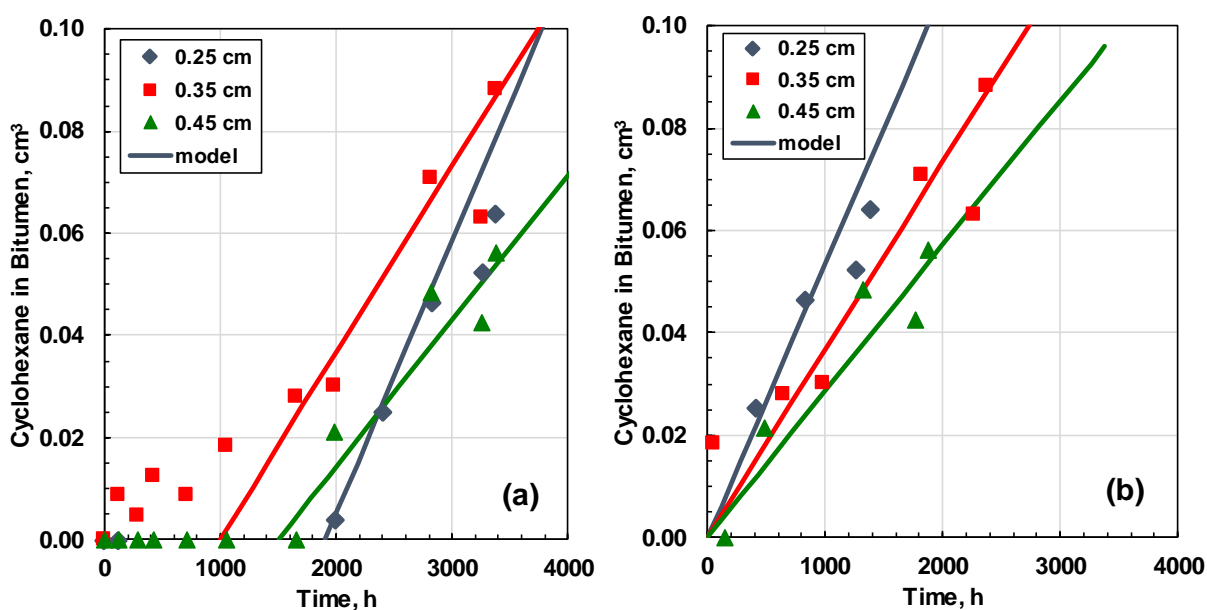 Cyclohexane in Bitumen, cm³
0.10
0.08
0.06
0.04
0.02
0.00
0.25 cm
0.35 cm
0.45 cm
model
(a)
0 1000 2000 3000 4000
Time, h
Cyclohexane in Bitumen, cm³
0.10
0.08
0.06
0.04
0.02
0.00
0.25 cm
0.35 cm
0.45 cm
model
(b)
0 1000 2000 3000 4000
Time, h